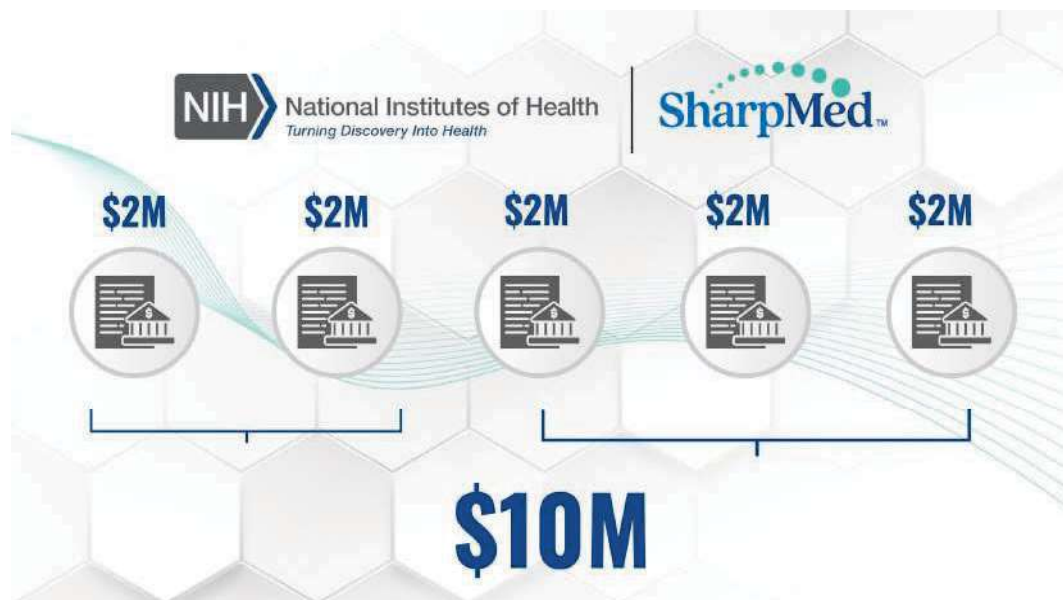 NIH
National Institutes of Health
Turning Discovery Into Health
SharpMed™
$2M
$2M
$2M
$2M
$2M
$10M